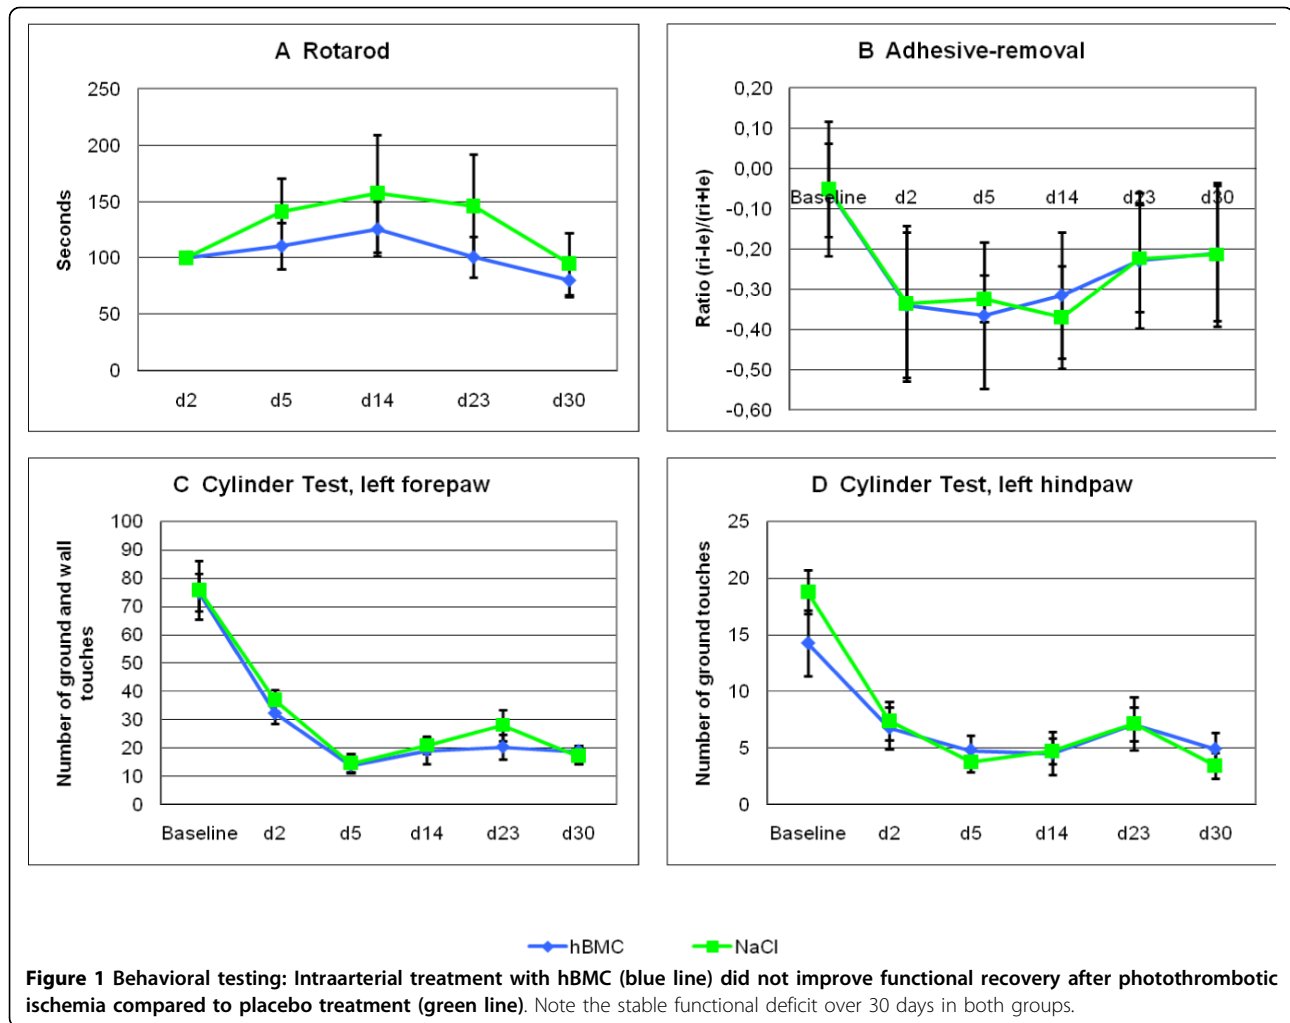 A Rotarod
250
200
150
100
50
0
Seconds
d2 d5 d14 d23 d30
B Adhesive-removal
0,20
0,10
0,00
-0,10
-0,20
-0,30
-0,40
-0,50
-0,60
Ratio (ri-le)/(ri+le)
Baseline d2 d5 d14 d23 d30
C Cylinder Test, left forepaw
100
90
80
70
60
50
40
30
20
10
0
Number of ground and wall
touches
Baseline d2 d5 d14 d23 d30
D Cylinder Test, left hindpaw
25
20
15
10
5
0
Number of ground touches
Baseline d2 d5 d14 d23 d30
hBMC NaCl
Figure 1 Behavioral testing: Intraarterial treatment with hBMC (blue line) did not improve functional recovery after photothrombotic
ischemia compared to placebo treatment (green line). Note the stable functional deficit over 30 days in both groups.